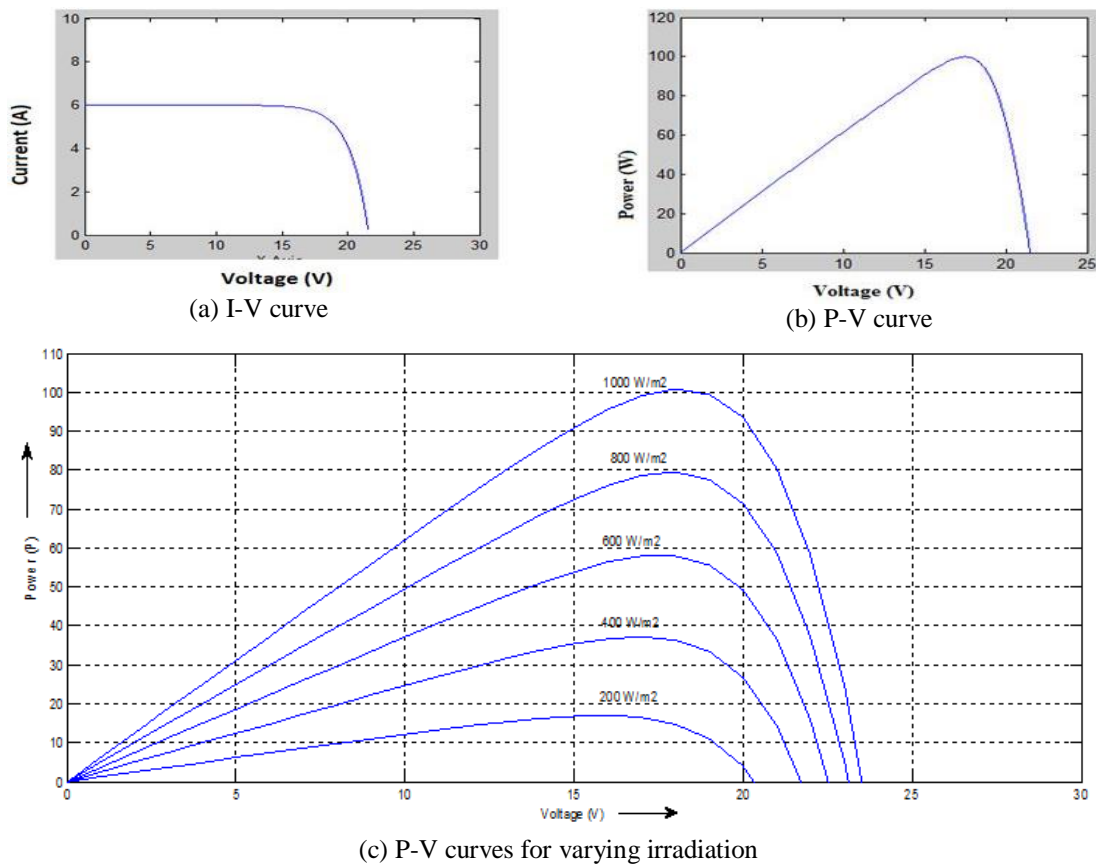 10
8
6
4
2
0
Current (A)
0 5 10 15 20 25 30
X Axis
Voltage (V)
(a) I-V curve
120
100
80
60
40
20
0
Power (W)
0 5 10 15 20 25
Voltage (V)
(b) P-V curve
110
100
90
80
70
60
50
40
30
20
10
0
Power (P)
1000 W/m2
800 W/m2
600 W/m2
400 W/m2
200 W/m2
0 5 10 15 20 25 30
Voltage (V)
(c) P-V curves for varying irradiation